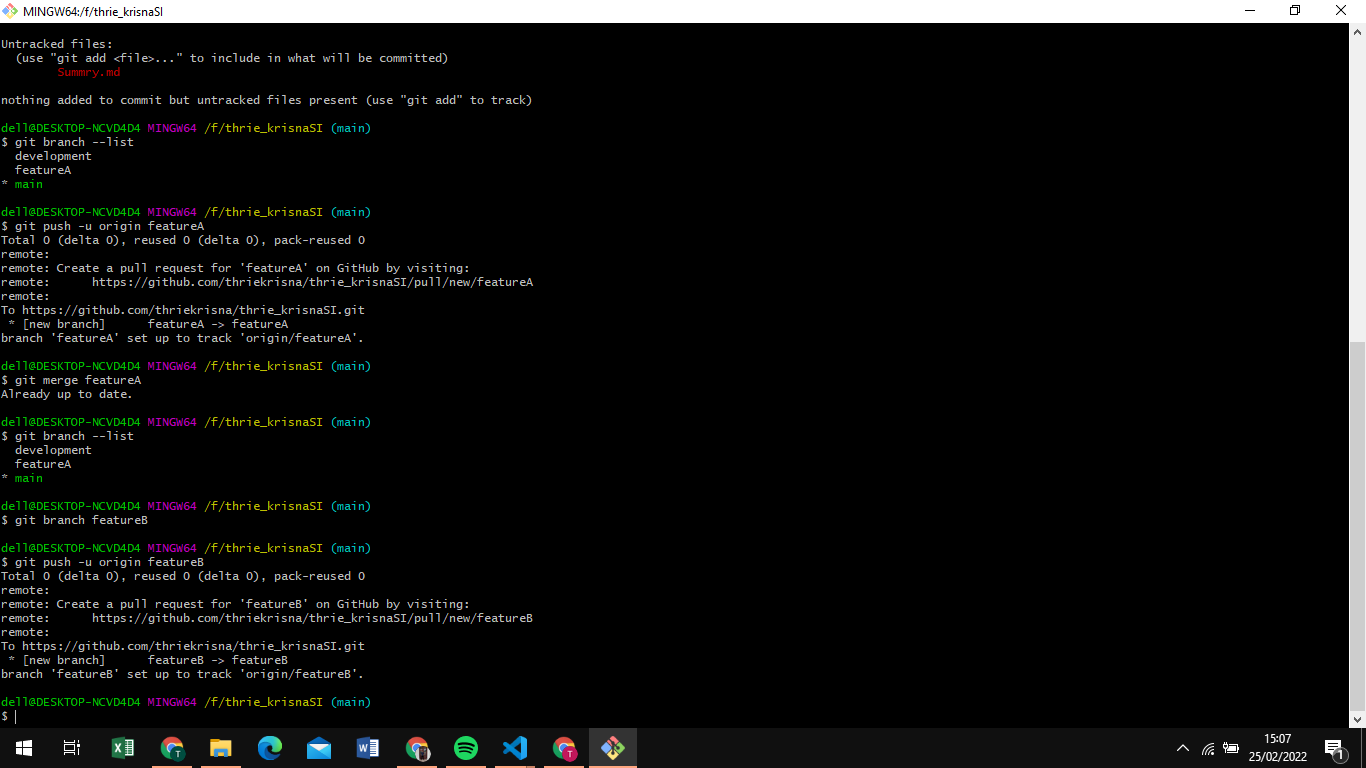 MINGW64:/f/thrie_krisnaSI
Untracked files:
  (use "git add <file>..." to include in what will be committed)
        Summry.md
nothing added to commit but untracked files present (use "git add" to track)
dell@DESKTOP-NCVD4D4 MINGW64 /f/thrie_krisnaSI (main)
$ git branch --list
  development
  featureA
* main
dell@DESKTOP-NCVD4D4 MINGW64 /f/thrie_krisnaSI (main)
$ git push -u origin featureA
Total 0 (delta 0), reused 0 (delta 0), pack-reused 0
remote:
remote: Create a pull request for 'featureA' on GitHub by visiting:
remote:      https://github.com/thriekrisna/thrie_krisnaSI/pull/new/featureA
remote:
To https://github.com/thriekrisna/thrie_krisnaSI.git
 * [new branch]      featureA -> featureA
branch 'featureA' set up to track 'origin/featureA'.
dell@DESKTOP-NCVD4D4 MINGW64 /f/thrie_krisnaSI (main)
$ git merge featureA
Already up to date.
dell@DESKTOP-NCVD4D4 MINGW64 /f/thrie_krisnaSI (main)
$ git branch --list
  development
  featureA
* main
dell@DESKTOP-NCVD4D4 MINGW64 /f/thrie_krisnaSI (main)
$ git branch featureB
dell@DESKTOP-NCVD4D4 MINGW64 /f/thrie_krisnaSI (main)
$ git push -u origin featureB
Total 0 (delta 0), reused 0 (delta 0), pack-reused 0
remote:
remote: Create a pull request for 'featureB' on GitHub by visiting:
remote:      https://github.com/thriekrisna/thrie_krisnaSI/pull/new/featureB
remote:
To https://github.com/thriekrisna/thrie_krisnaSI.git
 * [new branch]      featureB -> featureB
branch 'featureB' set up to track 'origin/featureB'.
dell@DESKTOP-NCVD4D4 MINGW64 /f/thrie_krisnaSI (main)
$
15:07
25/02/2022
1